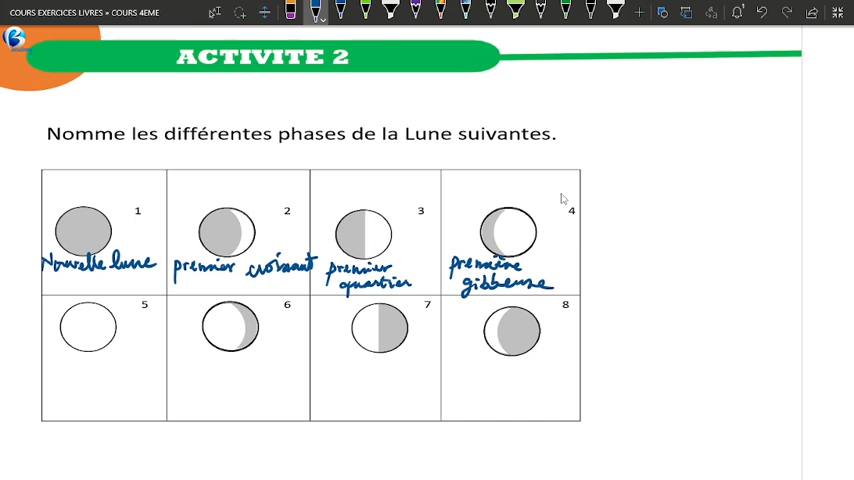 COURS EXERCICES LIVRES » COURS 4EME
ACTIVITE 2
Nomme les différentes phases de la Lune suivantes.
1
2
3
4
Nouvelle lune
premier croissant
premier
quartier
première
gibbeuse
5
6
7
8